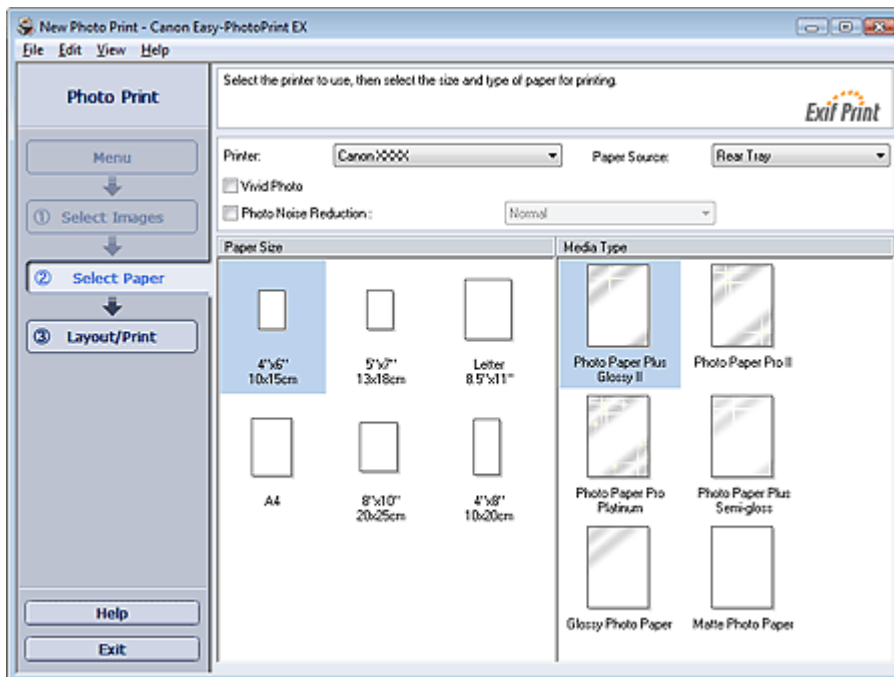 New Photo Print - Canon Easy-PhotoPrint EX
File Edit View Help
Photo Print
Menu
① Select Images
② Select Paper
③ Layout/Print
Help
Exit
Select the printer to use, then select the size and type of paper for printing.
Exif Print
Printer: Canon XXXX Paper Source: Rear Tray
Vivid Photo
Photo Noise Reduction : Normal
Paper Size
4"x6"
10x15cm
5"x7"
13x18cm
Letter
8.5"x11"
A4
8"x10"
20x25cm
4"x8"
10x20cm
Media Type
Photo Paper Plus
Glossy II
Photo Paper Pro II
Photo Paper Pro
Platinum
Photo Paper Plus
Semi-gloss
Glossy Photo Paper
Matte Photo Paper